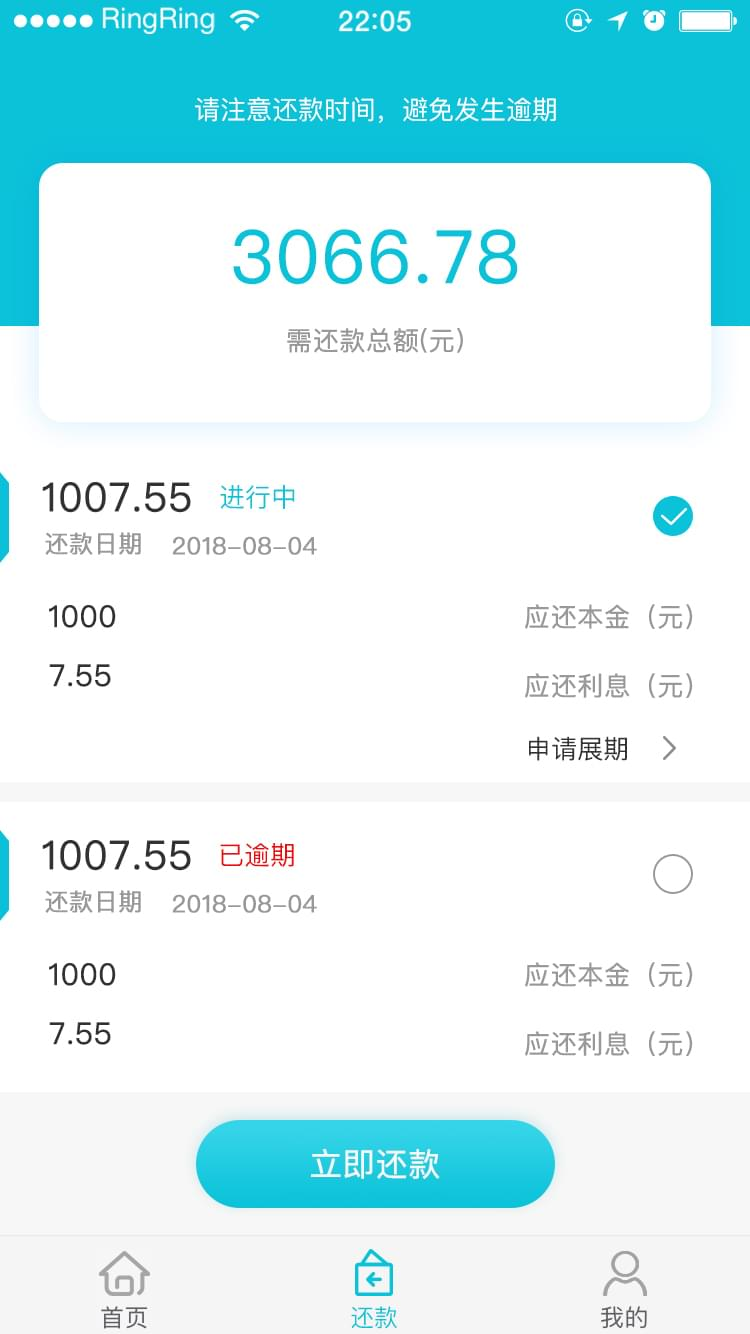 RingRing 22:05
请注意还款时间，避免发生逾期
3066.78
需还款总额(元)
1007.55 进行中
还款日期 2018-08-04
1000 应还本金（元）
7.55 应还利息（元）
申请展期
1007.55 已逾期
还款日期 2018-08-04
1000 应还本金（元）
7.55 应还利息（元）
立即还款
首页 还款 我的